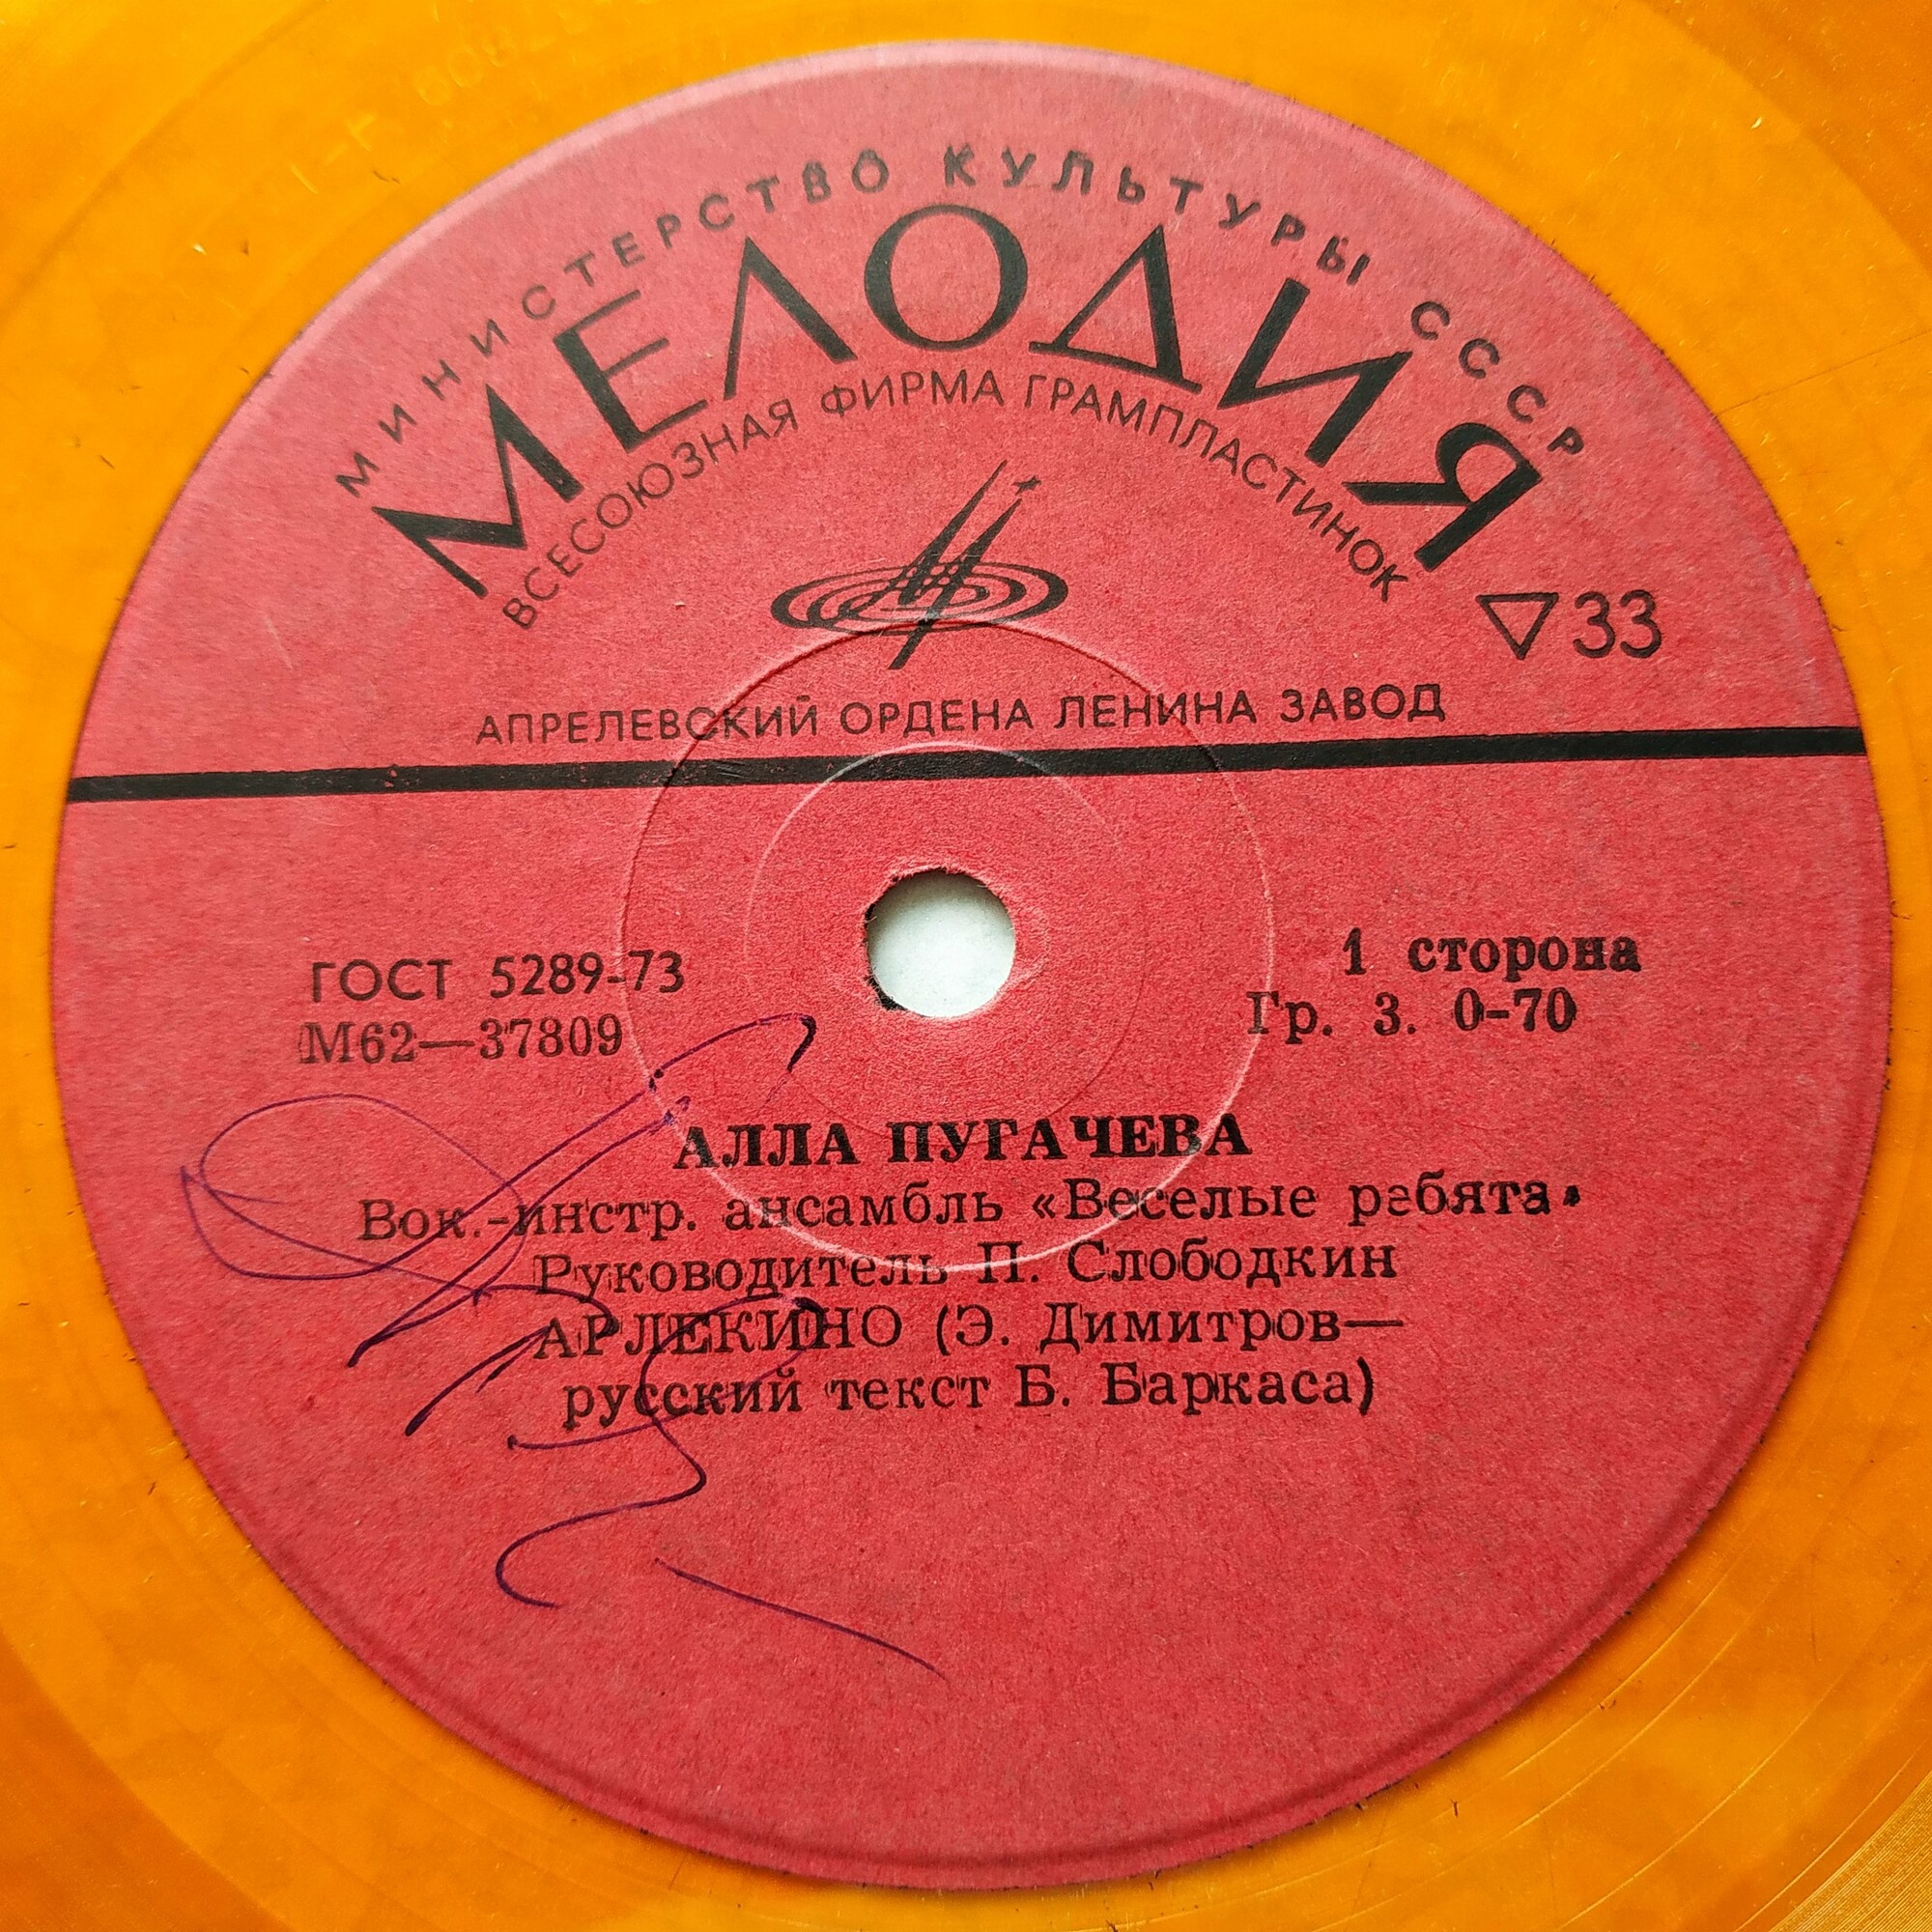 МИНИСТЕРСТВО КУЛЬТУРЫ СССР
МЕЛОДИЯ
ВСЕСОЮЗНАЯ ФИРМА ГРАМПЛАСТИНОК
▽33
АПРЕЛЕВСКИЙ ОРДЕНА ЛЕНИНА ЗАВОД
ГОСТ 5289-73
М62—37809
1 сторона
Гр. 3. 0-70
АЛЛА ПУГАЧЕВА
Вок.-инстр. ансамбль «Веселые ребята»
Руководитель П. Слободкин
АРЛЕКИНО (Э. Димитров—
русский текст Б. Баркаса)